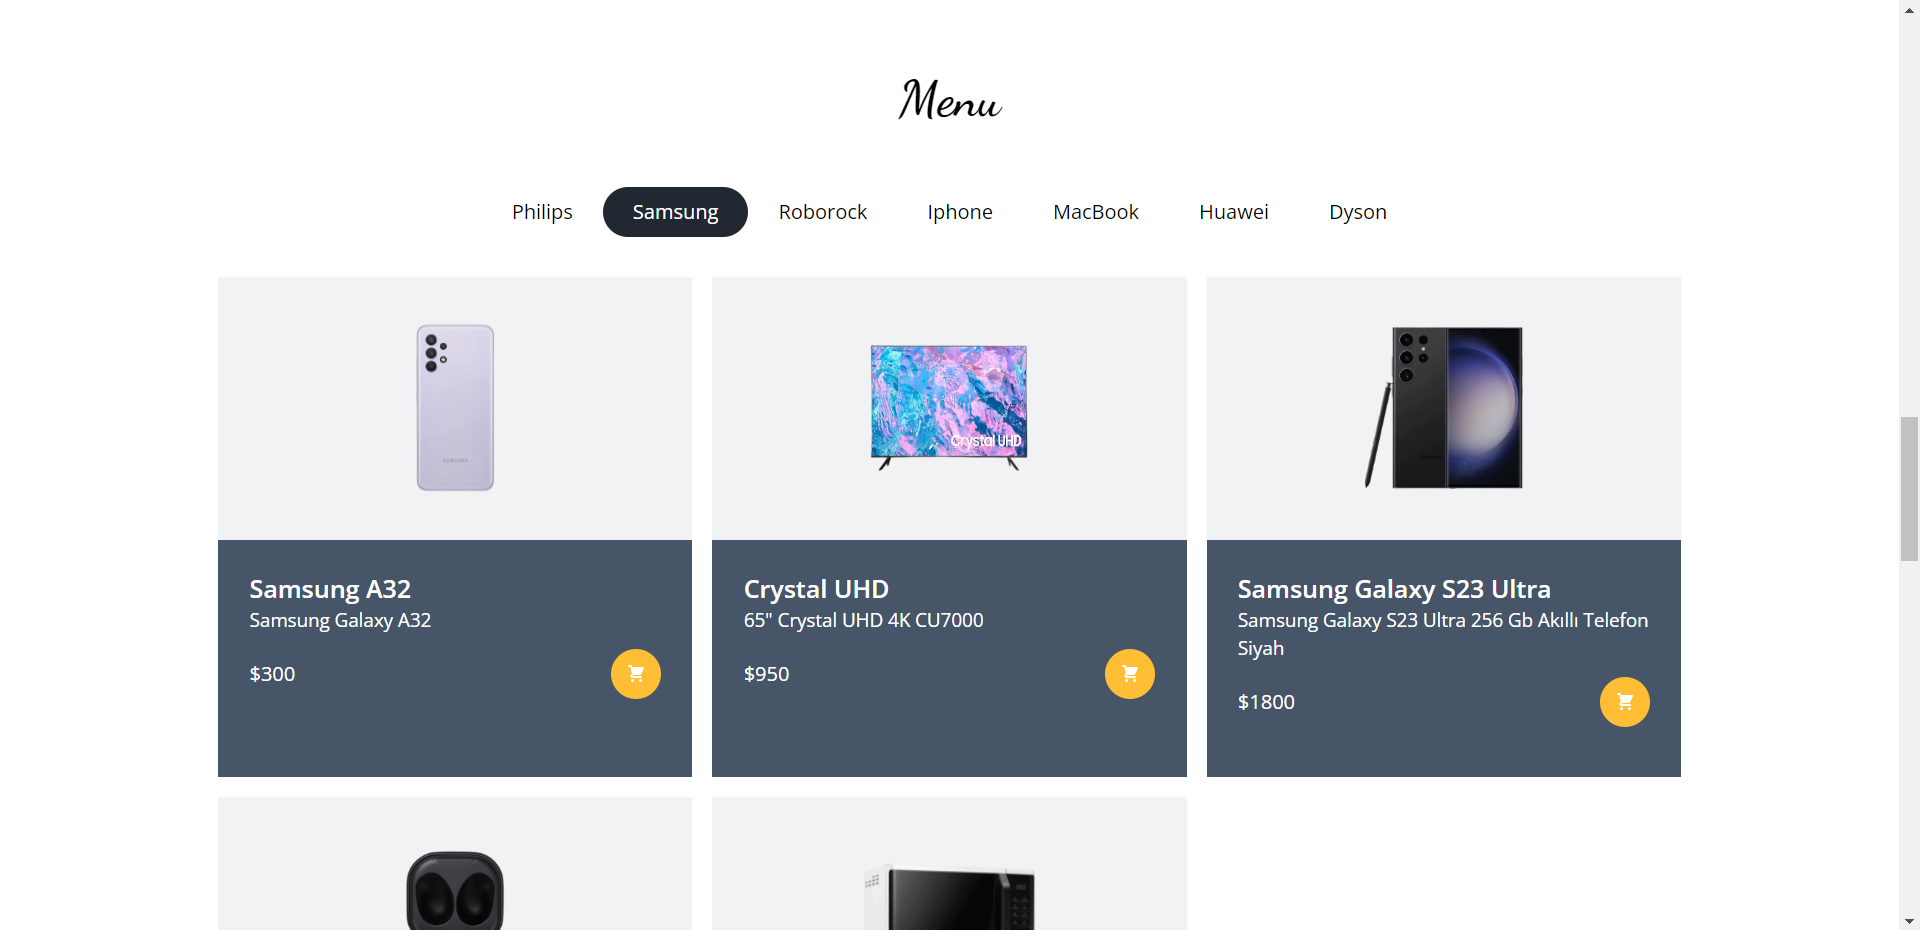 Menu
Philips Samsung Roborock Iphone MacBook Huawei Dyson
SAMSUNG
Crystal UHD
Samsung A32
Samsung Galaxy A32
$300
Crystal UHD
65" Crystal UHD 4K CU7000
$950
Samsung Galaxy S23 Ultra
Samsung Galaxy S23 Ultra 256 Gb Akıllı Telefon
Siyah
$1800